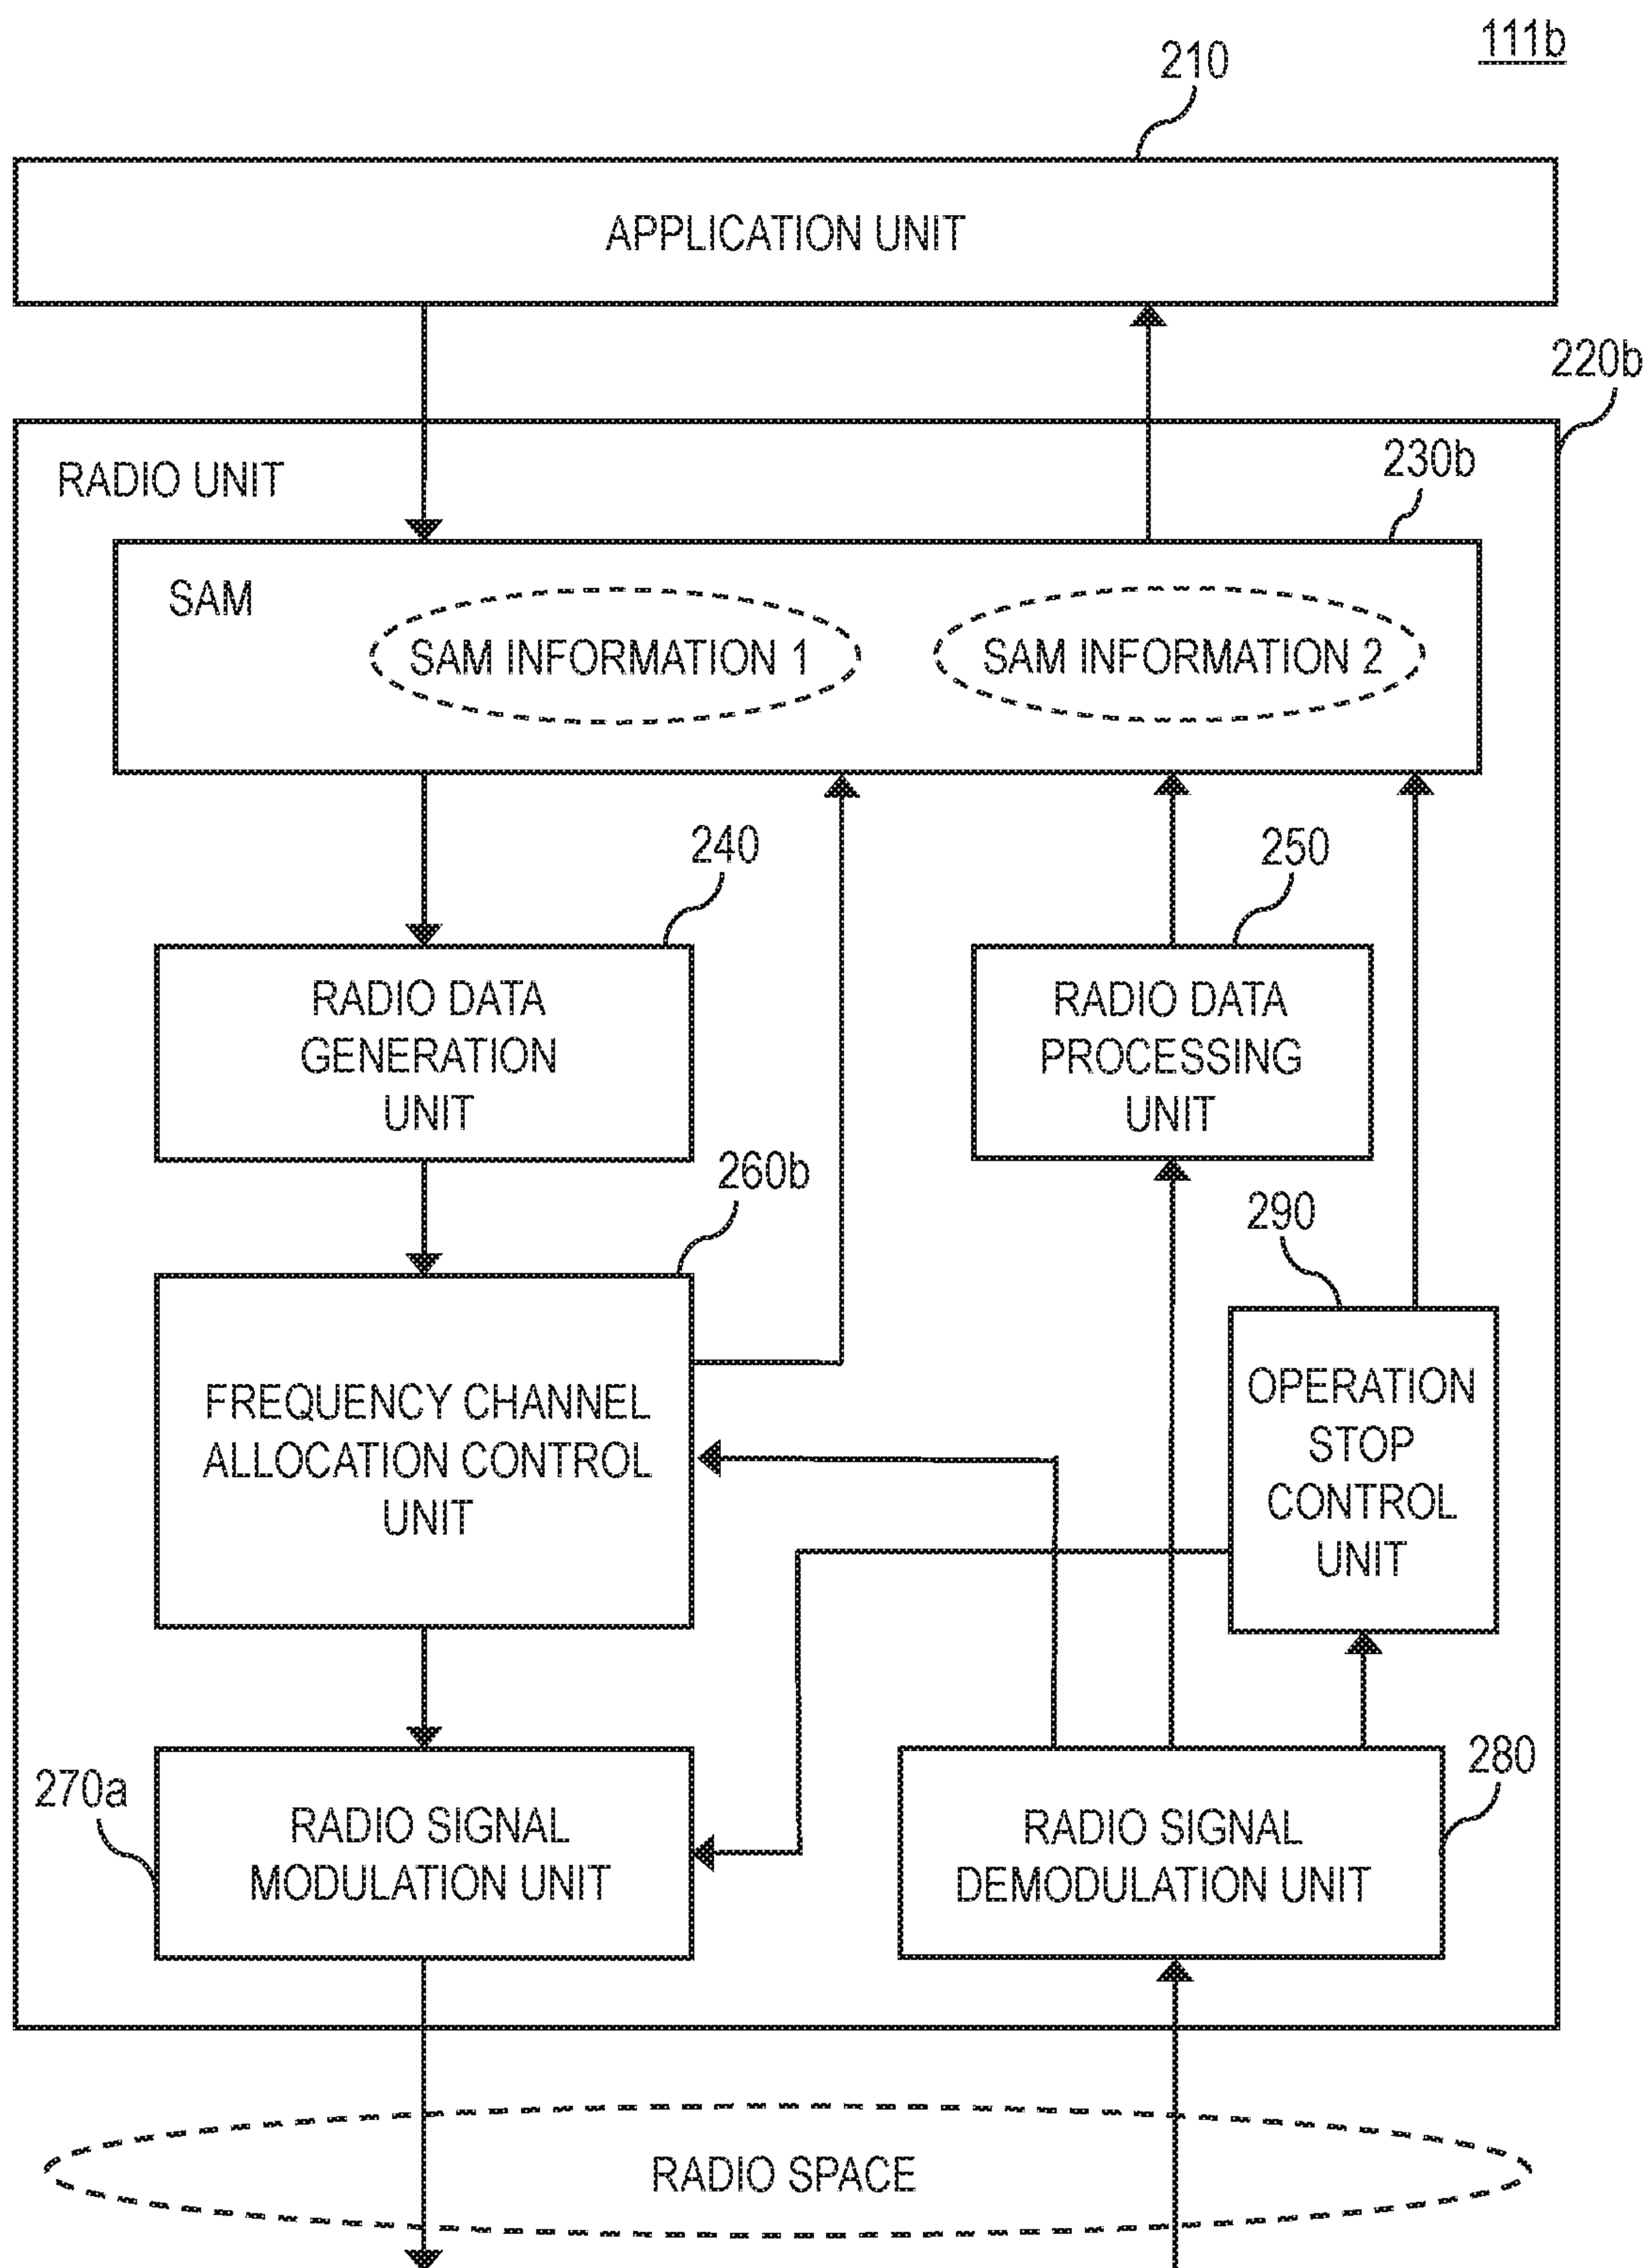 111b
210
APPLICATION UNIT
220b
RADIO UNIT
230b
SAM
SAM INFORMATION 1
SAM INFORMATION 2
240
250
RADIO DATA
GENERATION
UNIT
RADIO DATA
PROCESSING
UNIT
260b
290
FREQUENCY CHANNEL
ALLOCATION CONTROL
UNIT
OPERATION
STOP
CONTROL
UNIT
270a
280
RADIO SIGNAL
MODULATION UNIT
RADIO SIGNAL
DEMODULATION UNIT
RADIO SPACE